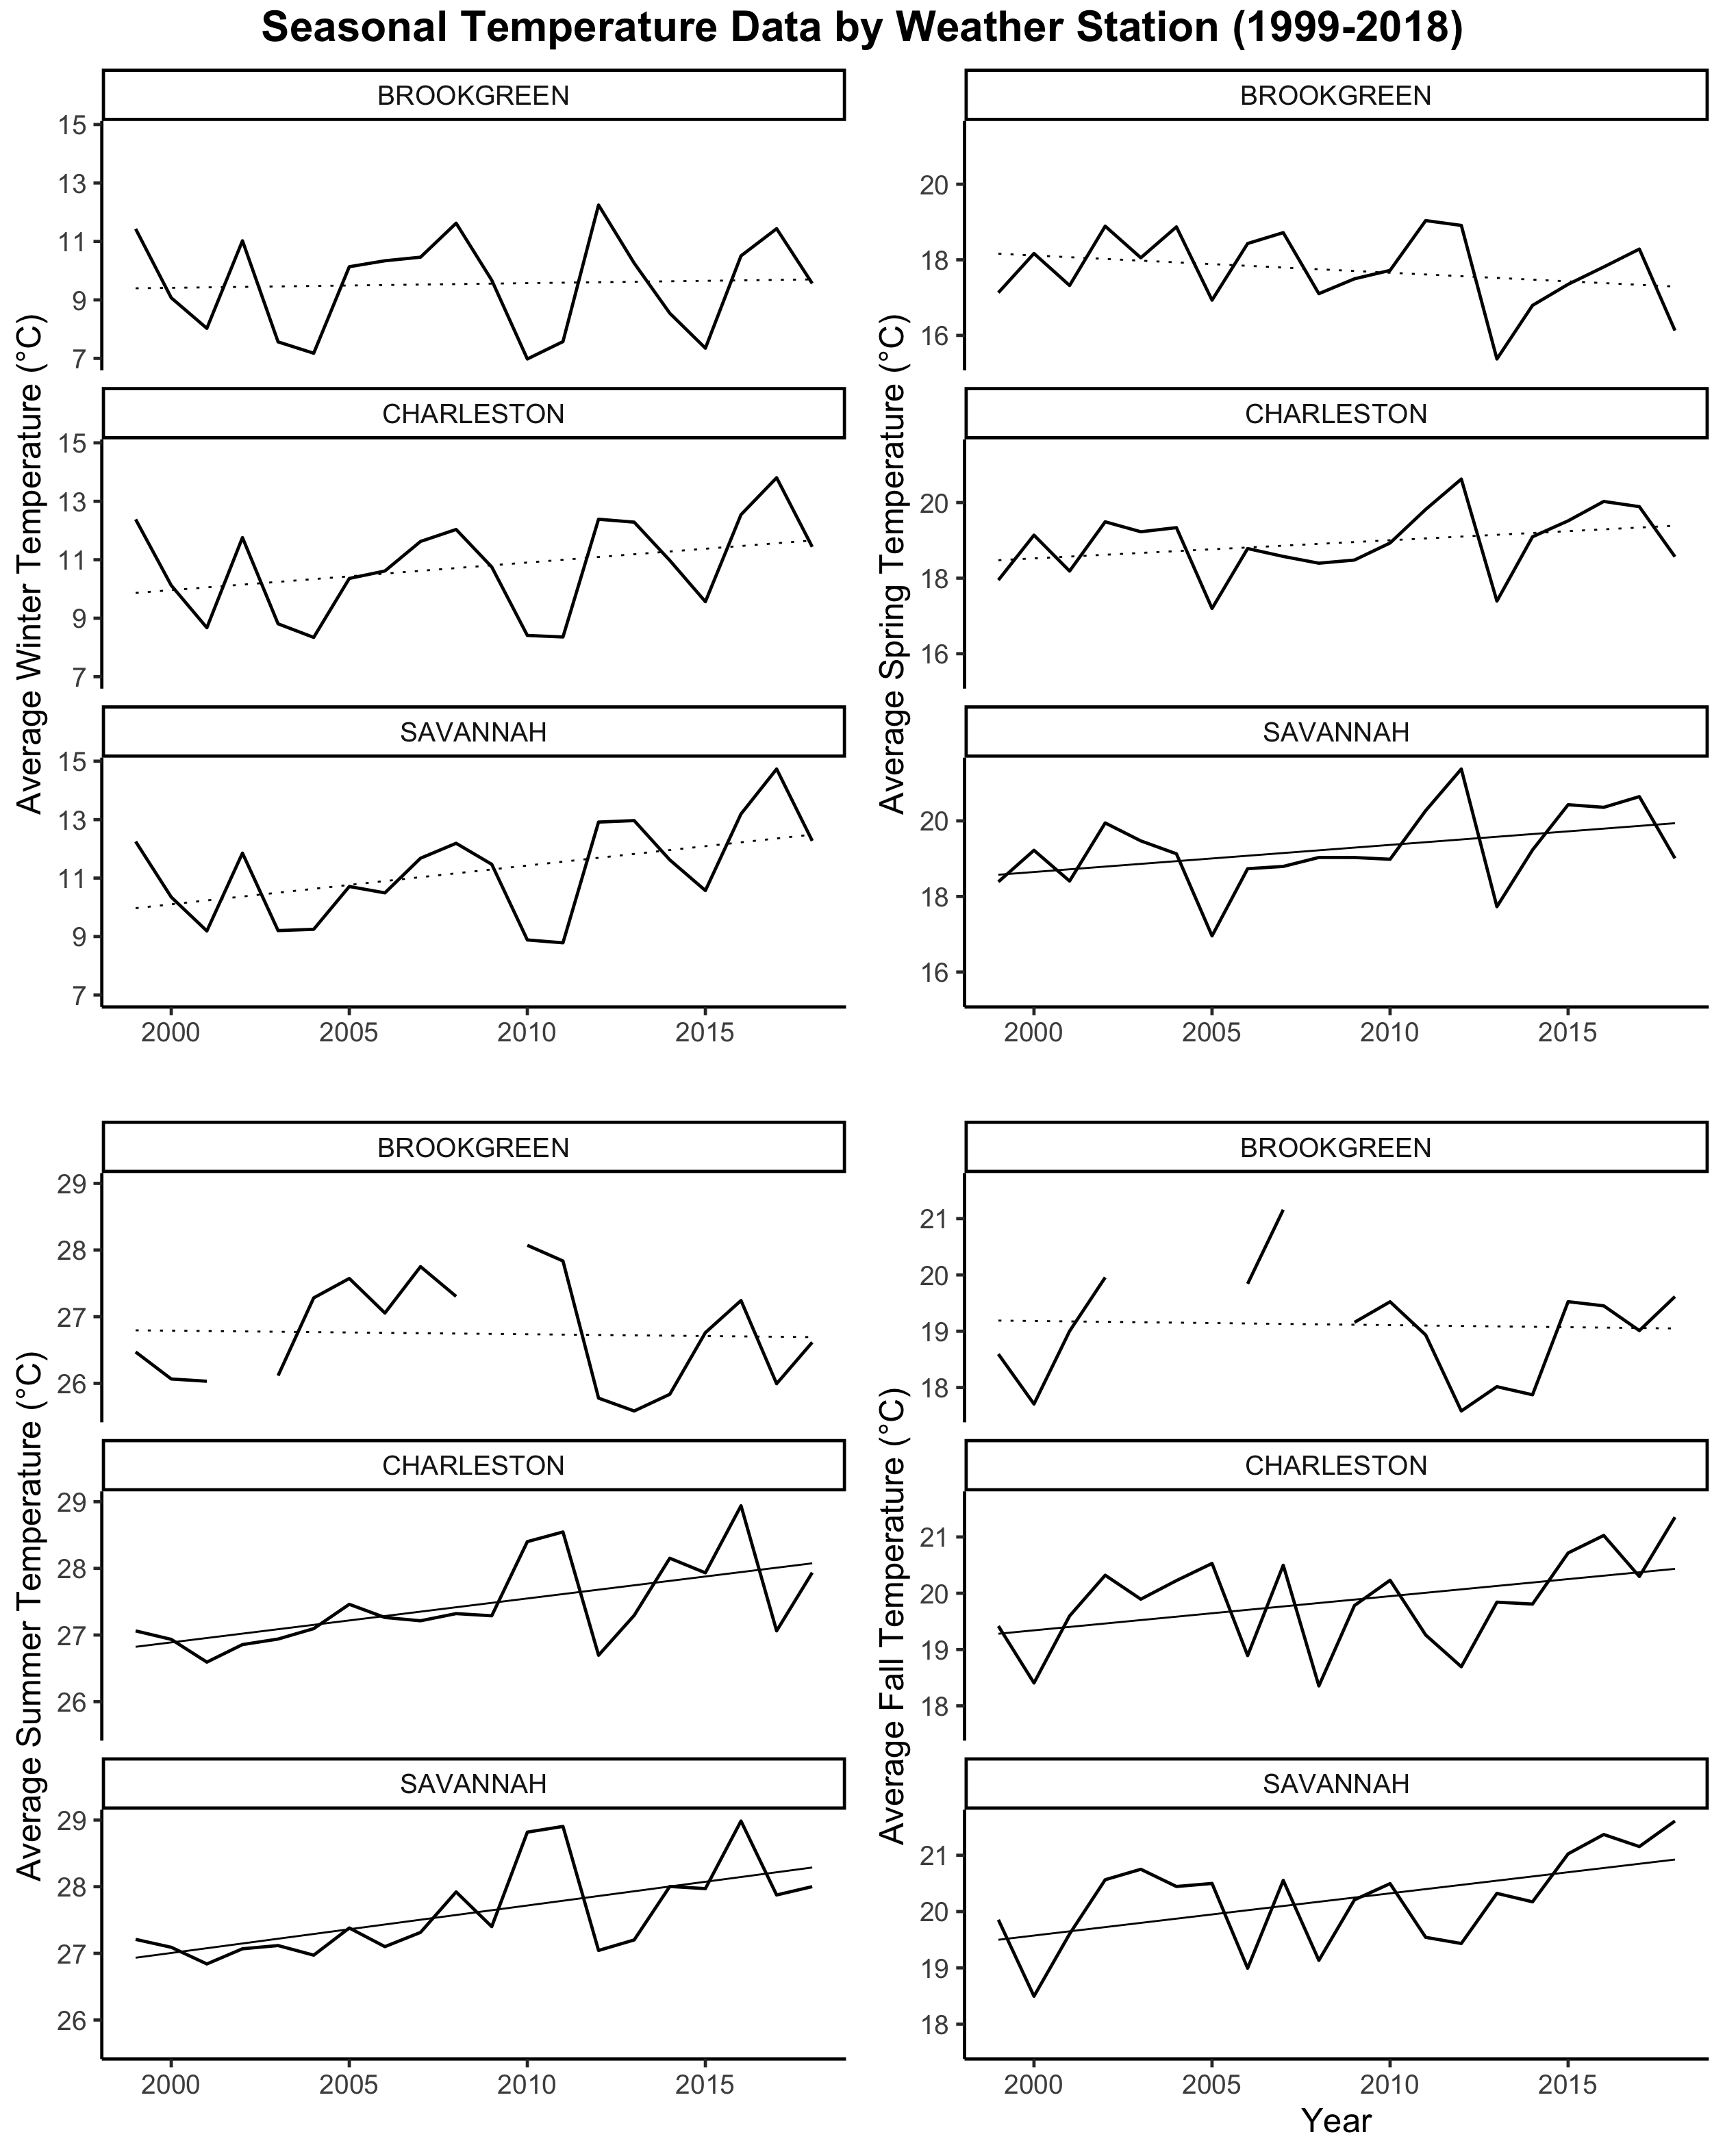 Seasonal Temperature Data by Weather Station (1999-2018)
Average Winter Temperature (°C)
BROOKGREEN
15
13
11
9
7
CHARLESTON
15
13
11
9
7
SAVANNAH
15
13
11
9
7
2000 2005 2010 2015
Average Spring Temperature (°C)
BROOKGREEN
20
18
16
CHARLESTON
20
18
16
SAVANNAH
20
18
16
2000 2005 2010 2015
Average Summer Temperature (°C)
BROOKGREEN
29
28
27
26
CHARLESTON
29
28
27
26
SAVANNAH
29
28
27
26
2000 2005 2010 2015
Average Fall Temperature (°C)
BROOKGREEN
21
20
19
18
CHARLESTON
21
20
19
18
SAVANNAH
21
20
19
18
2000 2005 2010 2015
Year